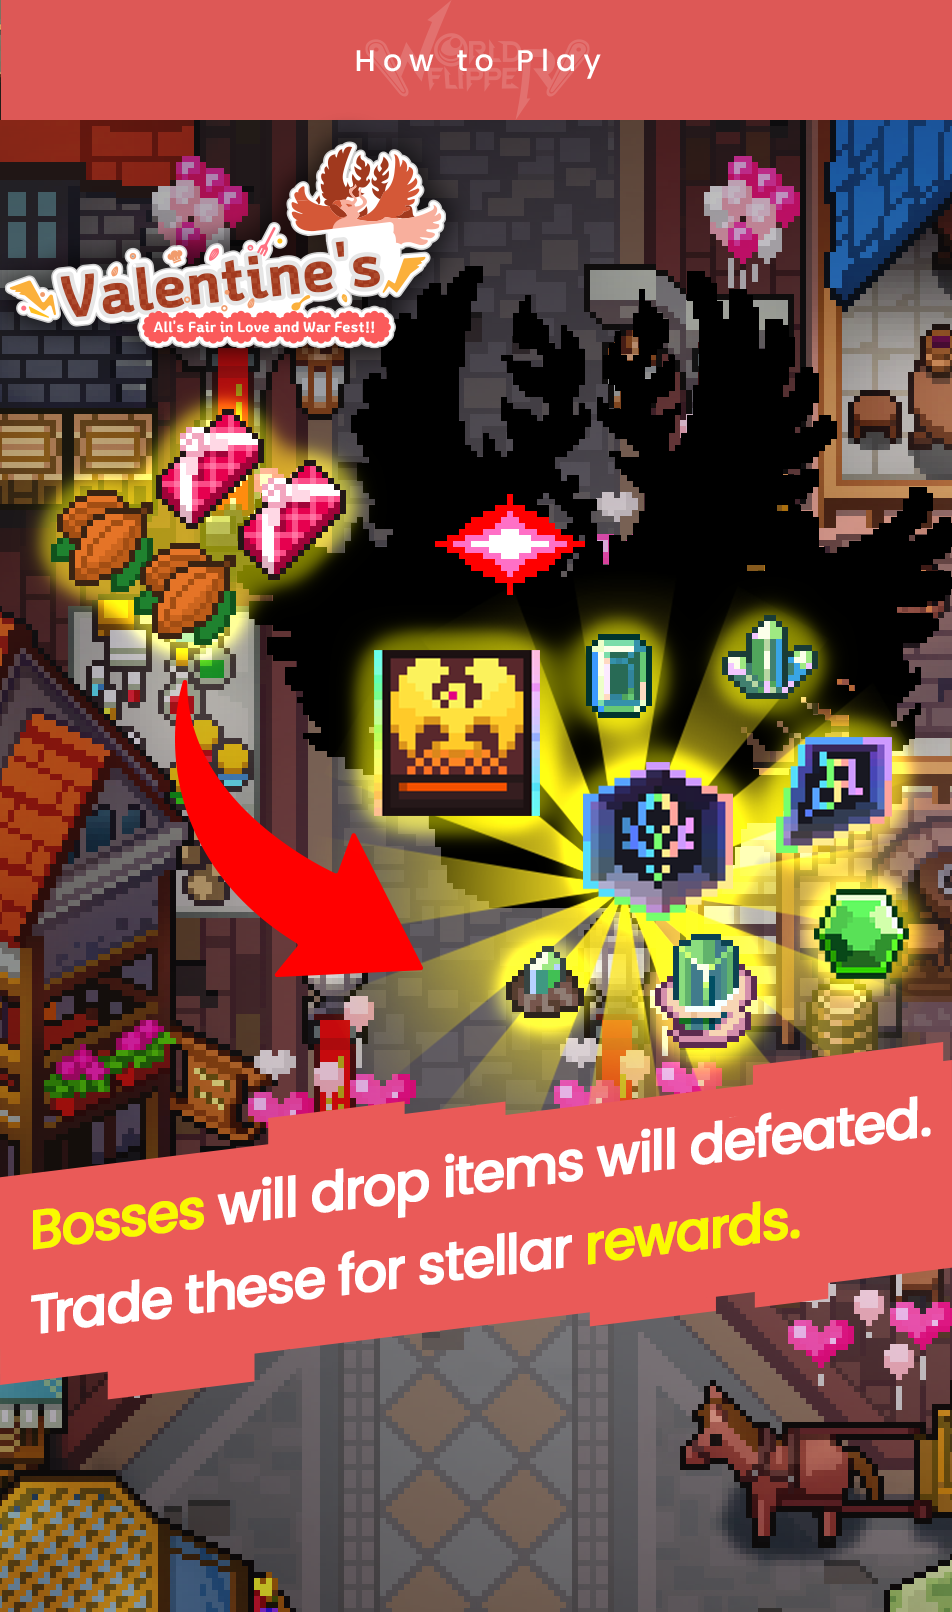 How to Play
WORLD
FLIPPER
Valentine's
All's Fair in Love and War Fest!!
Bosses will drop items will defeated.
Trade these for stellar rewards.